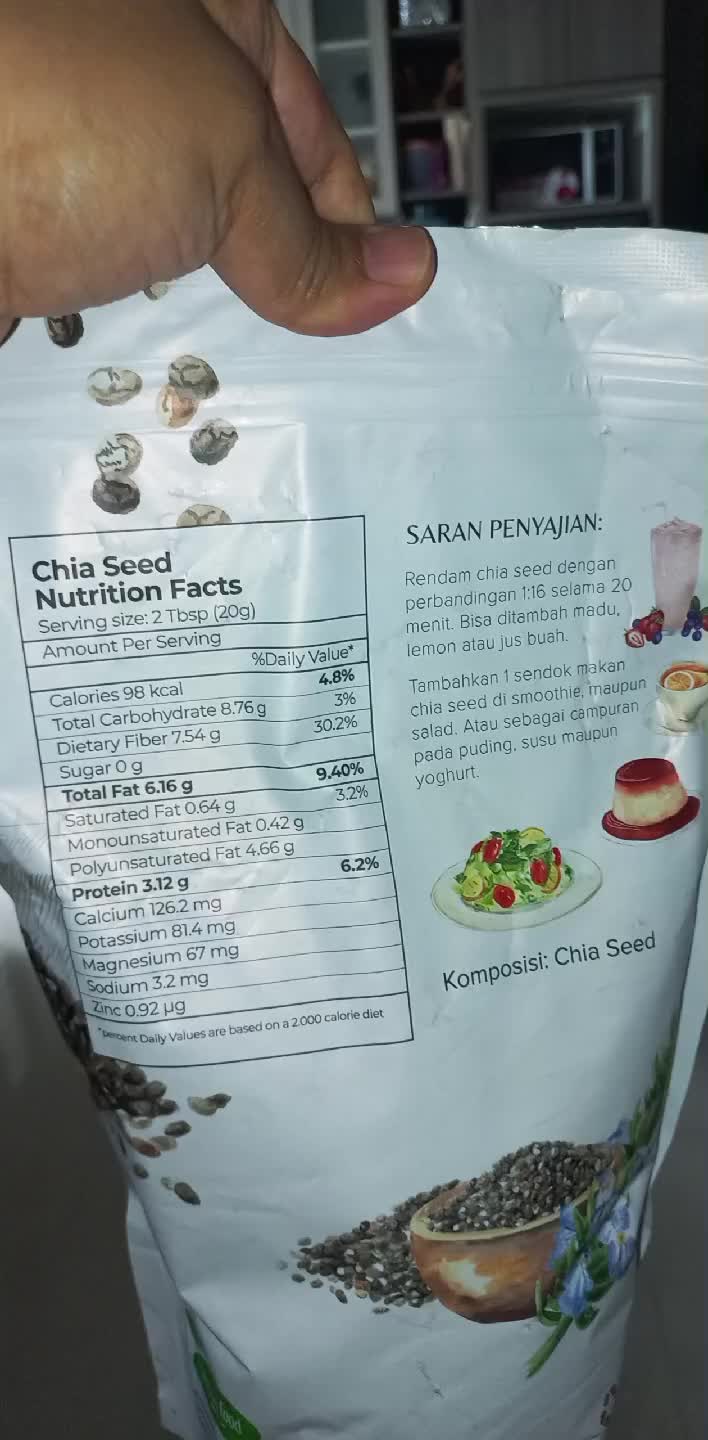 Chia Seed
Nutrition Facts
Serving size: 2 Tbsp (20g)
Amount Per Serving
%Daily Value*
Calories 98 kcal 4.8%
Total Carbohydrate 8.76 g 3%
Dietary Fiber 7.54 g 30.2%
Sugar 0 g
Total Fat 6.16 g 9.40%
Saturated Fat 0.64 g 3.2%
Monounsaturated Fat 0.42 g
Polyunsaturated Fat 4.66 g
Protein 3.12 g 6.2%
Calcium 126.2 mg
Potassium 81.4 mg
Magnesium 67 mg
Sodium 3.2 mg
Zinc 0.92 µg
*percent Daily Values are based on a 2.000 calorie diet
SARAN PENYAJIAN:
Rendam chia seed dengan
perbandingan 1:16 selama 20
menit. Bisa ditambah madu,
lemon atau jus buah.
Tambahkan 1 sendok makan
chia seed di smoothie, maupun
salad. Atau sebagai campuran
pada puding, susu maupun
yoghurt.
Komposisi: Chia Seed
food